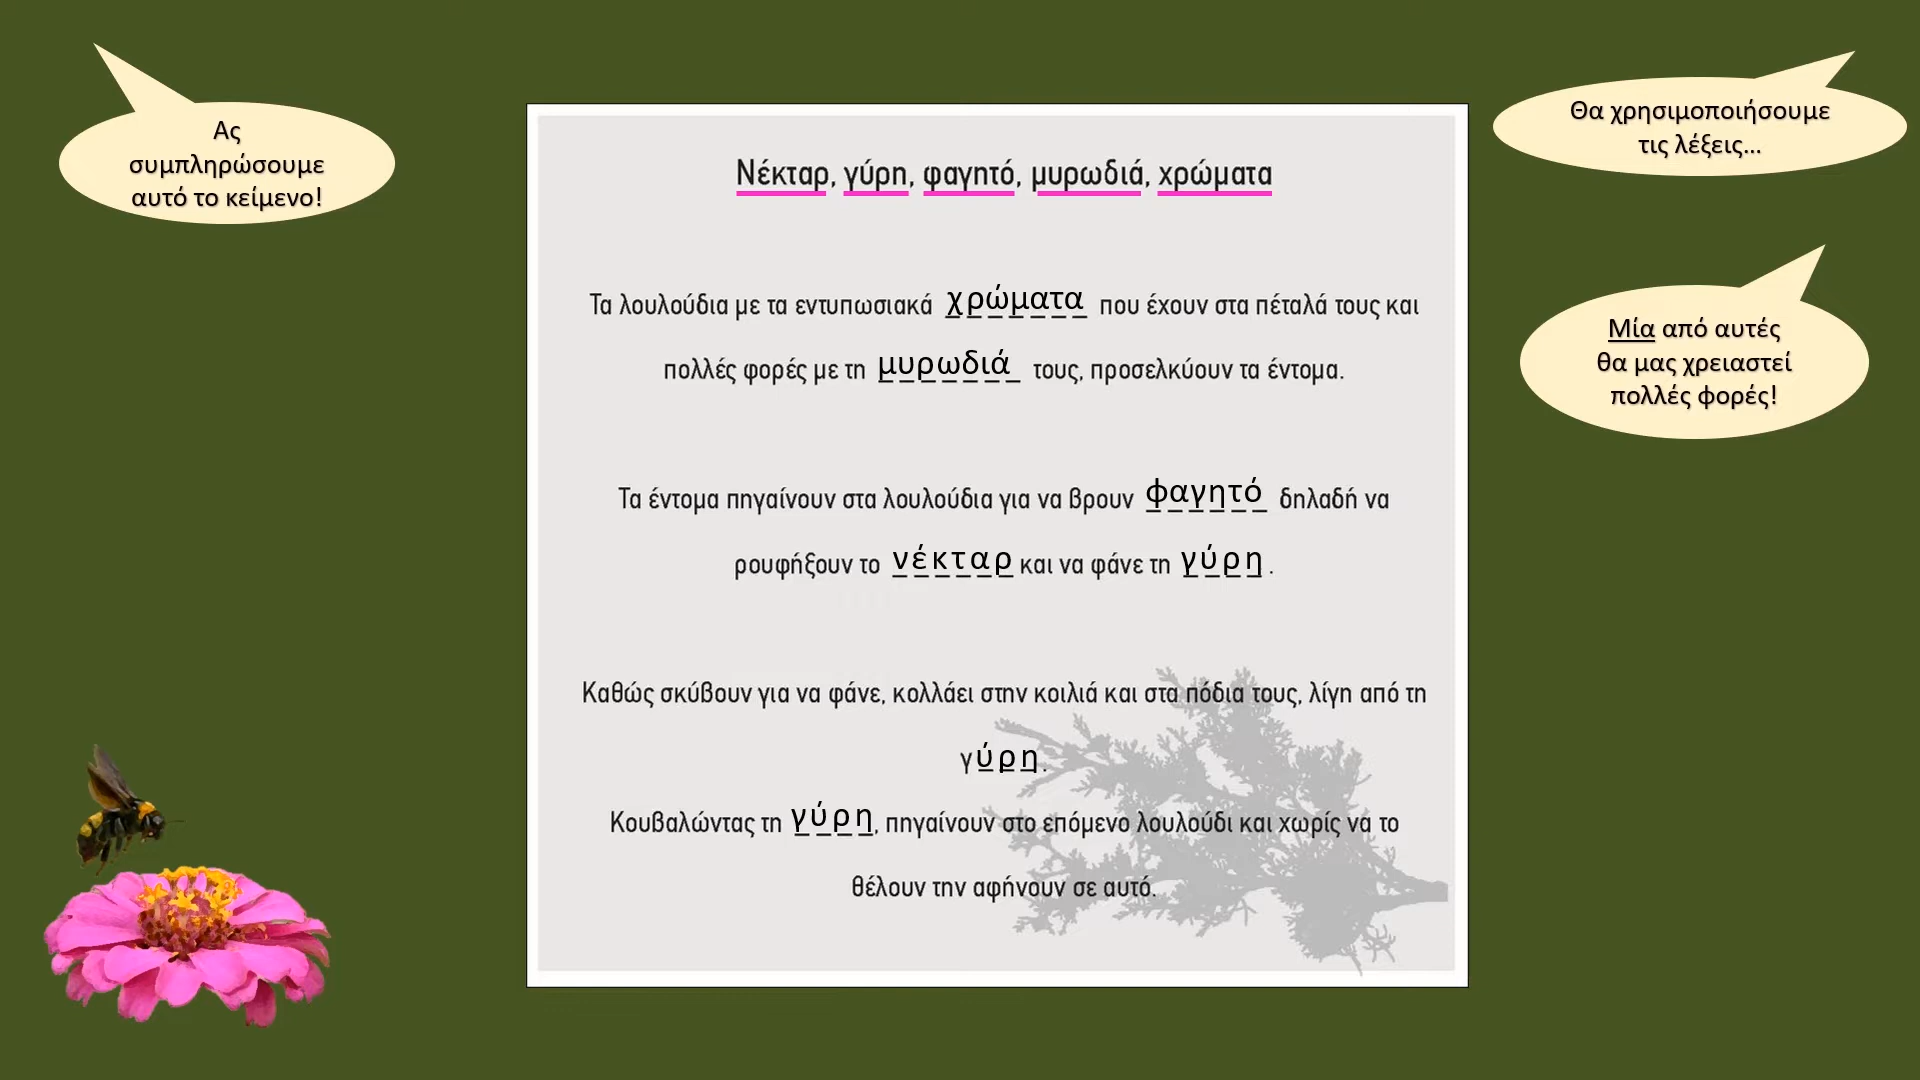 Ας
συμπληρώσουμε
αυτό το κείμενο!
Θα χρησιμοποιήσουμε
τις λέξεις...
Μία από αυτές
θα μας χρειαστεί
πολλές φορές!
Νέκταρ, γύρη, φαγητό, μυρωδιά, χρώματα
Τα λουλούδια με τα εντυπωσιακά χρώματα που έχουν στα πέταλά τους και
πολλές φορές με τη μυρωδιά τους, προσελκύουν τα έντομα.
Τα έντομα πηγαίνουν στα λουλούδια για να βρουν φαγητό δηλαδή να
ρουφήξουν το νέκταρ και να φάνε τη γύρη.
Καθώς σκύβουν για να φάνε, κολλάει στην κοιλιά και στα πόδια τους, λίγη από τη
γύρη.
Κουβαλώντας τη γύρη, πηγαίνουν στο επόμενο λουλούδι και χωρίς να το
θέλουν την αφήνουν σε αυτό.